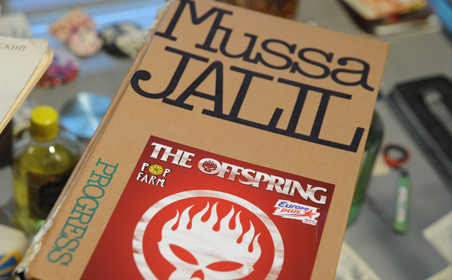 Mussa
JALIL
PROGRESS
POP
FARM
THE OFFSPRING
Europa
plus